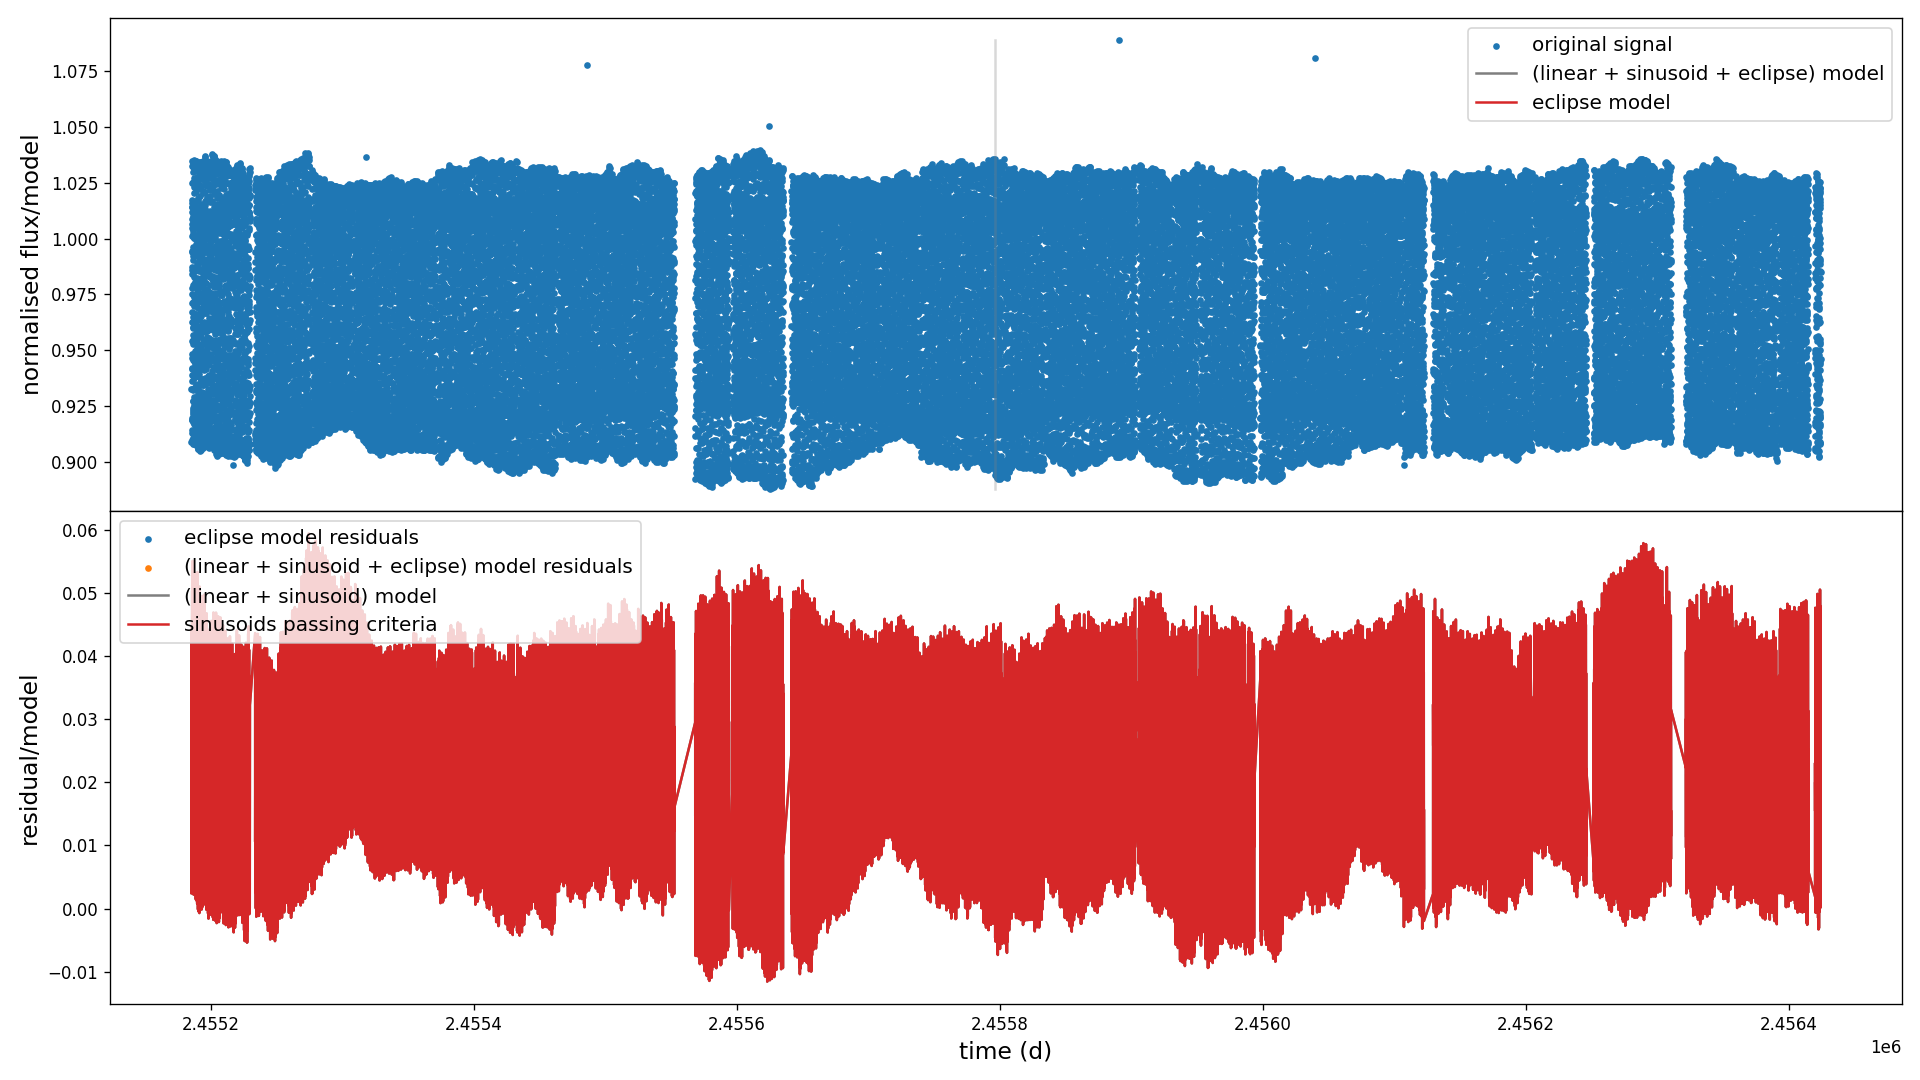 original signal
(linear + sinusoid + eclipse) model
eclipse model
normalised flux/model
1.075
1.050
1.025
1.000
0.975
0.950
0.925
0.900
eclipse model residuals
(linear + sinusoid + eclipse) model residuals
(linear + sinusoid) model
sinusoids passing criteria
residual/model
0.06
0.05
0.04
0.03
0.02
0.01
0.00
−0.01
2.4552 2.4554 2.4556 2.4558 2.4560 2.4562 2.4564
time (d)
1e6